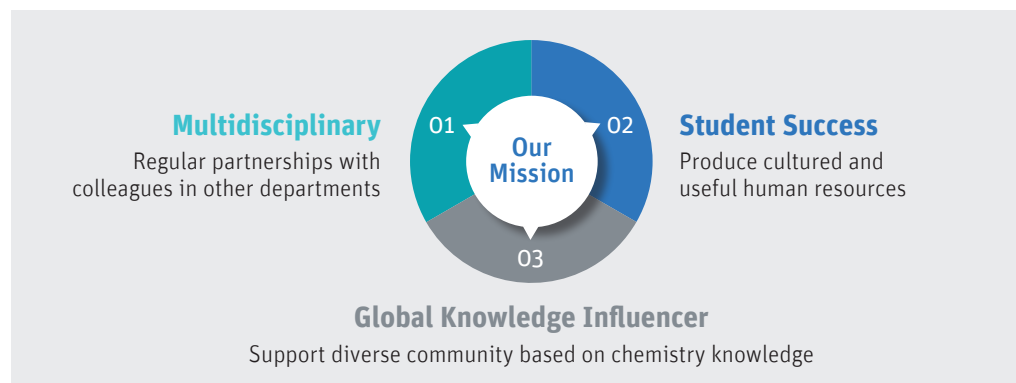 01
Multidisciplinary
Regular partnerships with
colleagues in other departments
Our
Mission
02
Student Success
Produce cultured and
useful human resources
03
Global Knowledge Influencer
Support diverse community based on chemistry knowledge